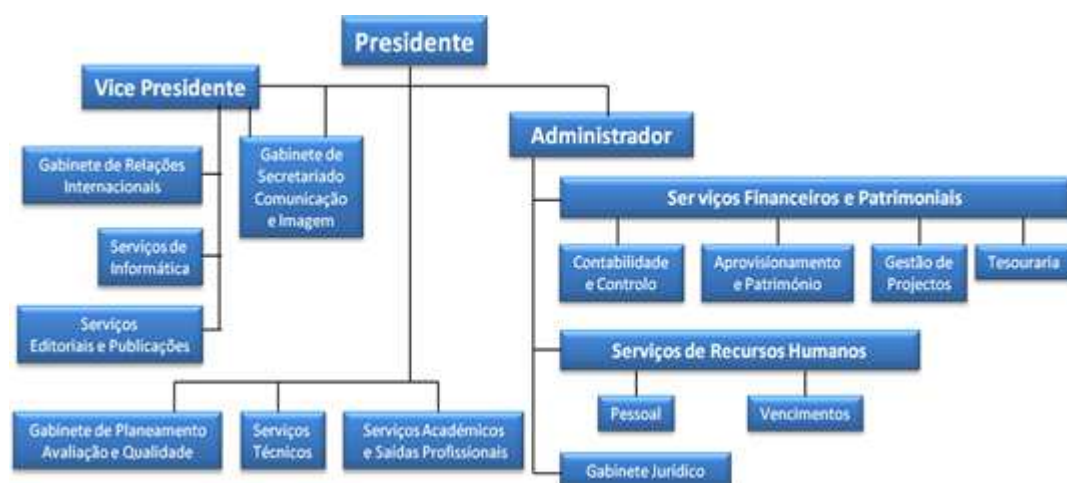 Presidente
Vice Presidente
Administrador
Gabinete de Relações
Internacionais
Gabinete de
Secretariado
Comunicação
e Imagem
Serviços de
Informática
Serviços
Editoriais e Publicações
Serviços Financeiros e Patrimoniais
Contabilidade
e Controlo
Aprovisionamento
e Património
Gestão de
Projectos
Tesouraria
Serviços de Recursos Humanos
Pessoal
Vencimentos
Gabinete de Planeamento
Avaliação e Qualidade
Serviços
Técnicos
Serviços Académicos
e Saídas Profissionais
Gabinete Jurídico